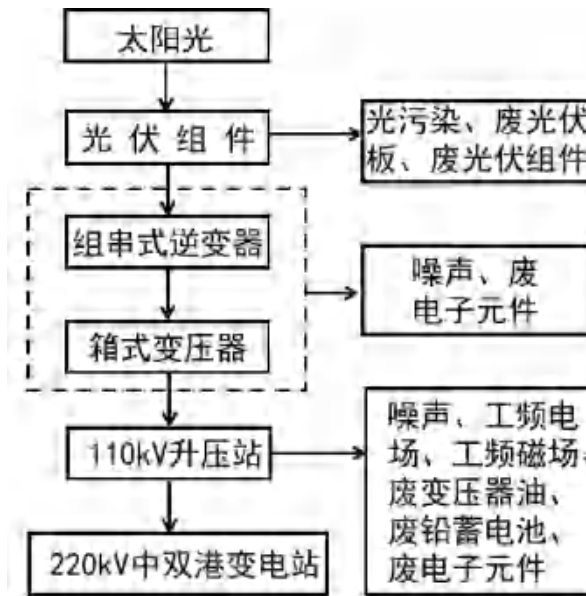 太阳光
光伏组件
光污染、废光伏
板、废光伏组件
组串式逆变器
箱式变压器
噪声、废
电子元件
110kV升压站
噪声、工频电
场、工频磁场、
废变压器油、
废铅蓄电池、
废电子元件
220kV中双港变电站